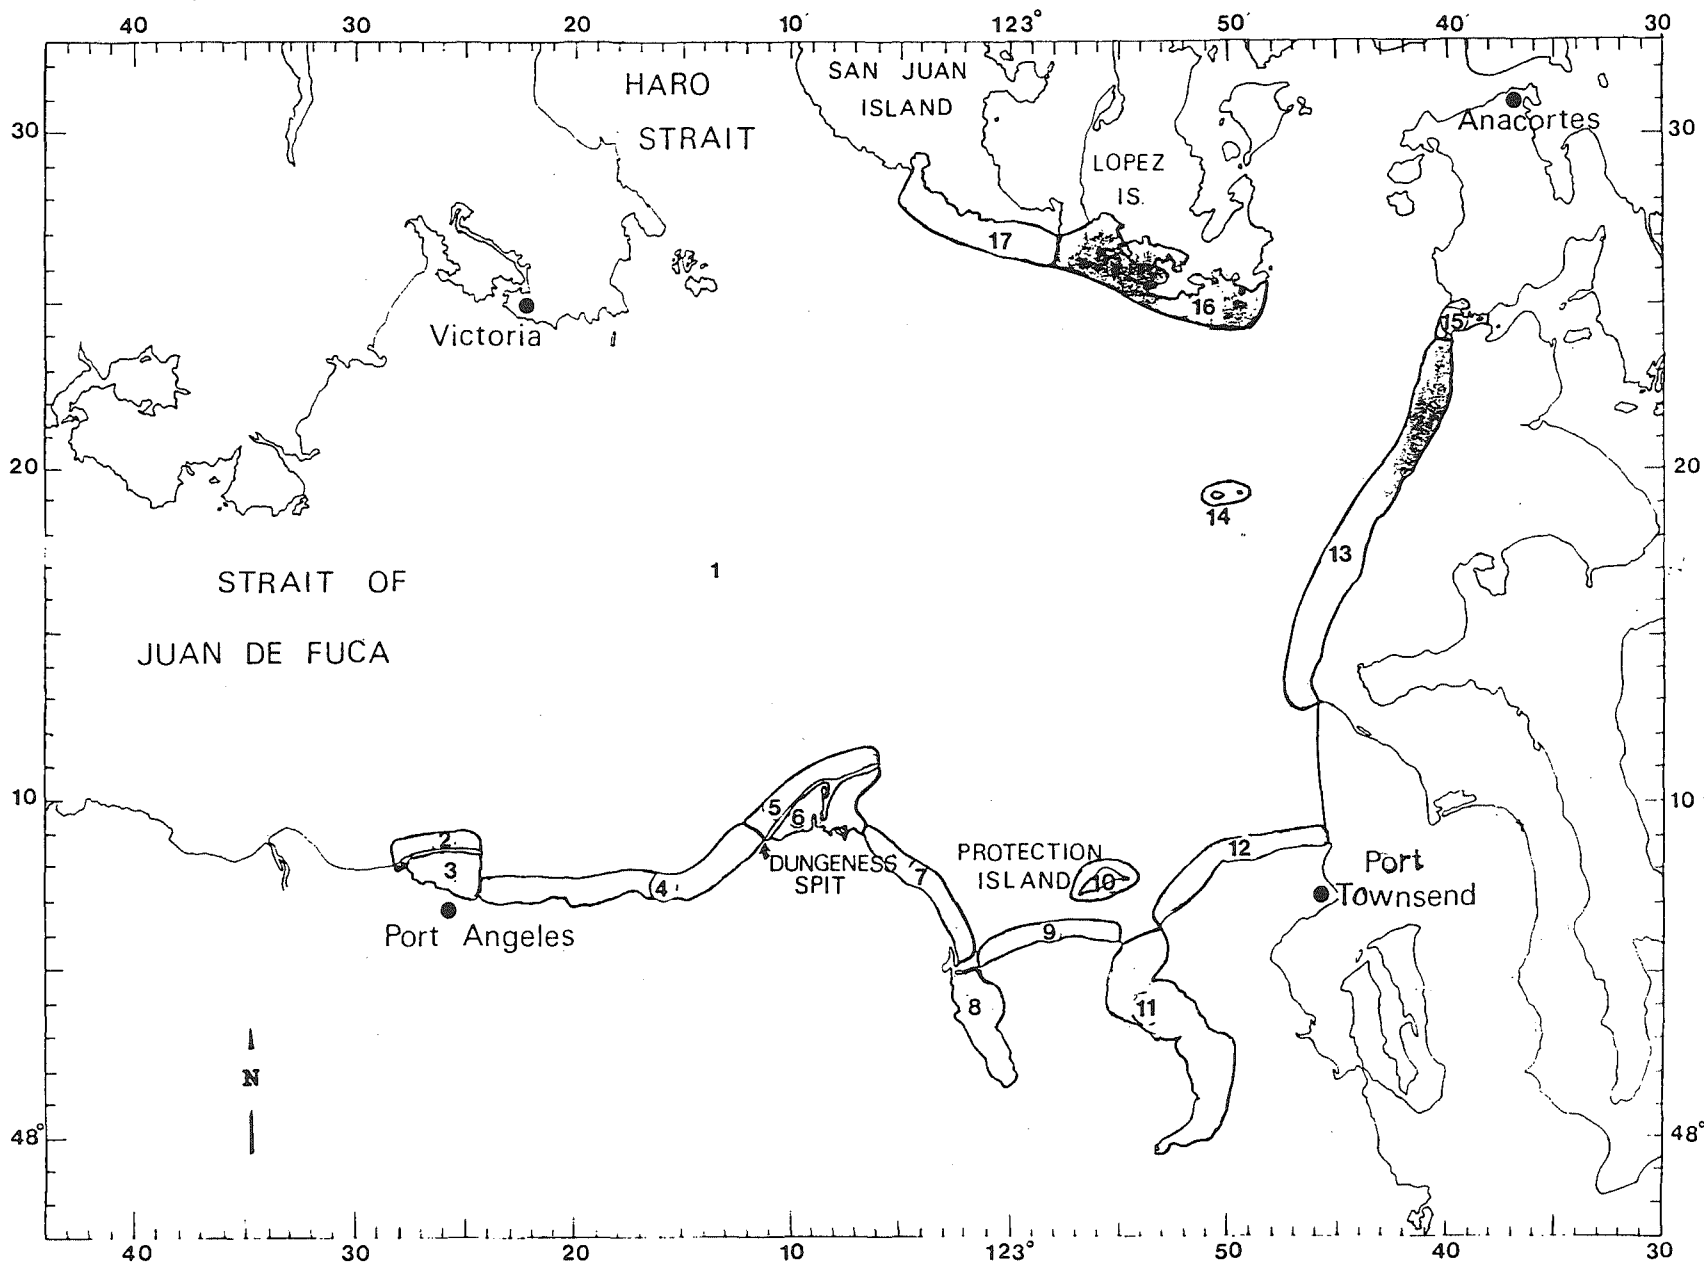 40 30 20 10′ 123° 50′ 40′ 30
HARO
STRAIT
SAN JUAN
ISLAND
LOPEZ
IS.
Anacortes
30 30
17
16
15
Victoria
20 20
14
13
1
STRAIT OF
JUAN DE FUCA
10 10
5
6
2
3
4
DUNGENESS
SPIT
7
PROTECTION
ISLAND
10
12
Port
Townsend
Port Angeles
9
8
11
N
48° 48°
40 30 20 10 123° 50 40 30